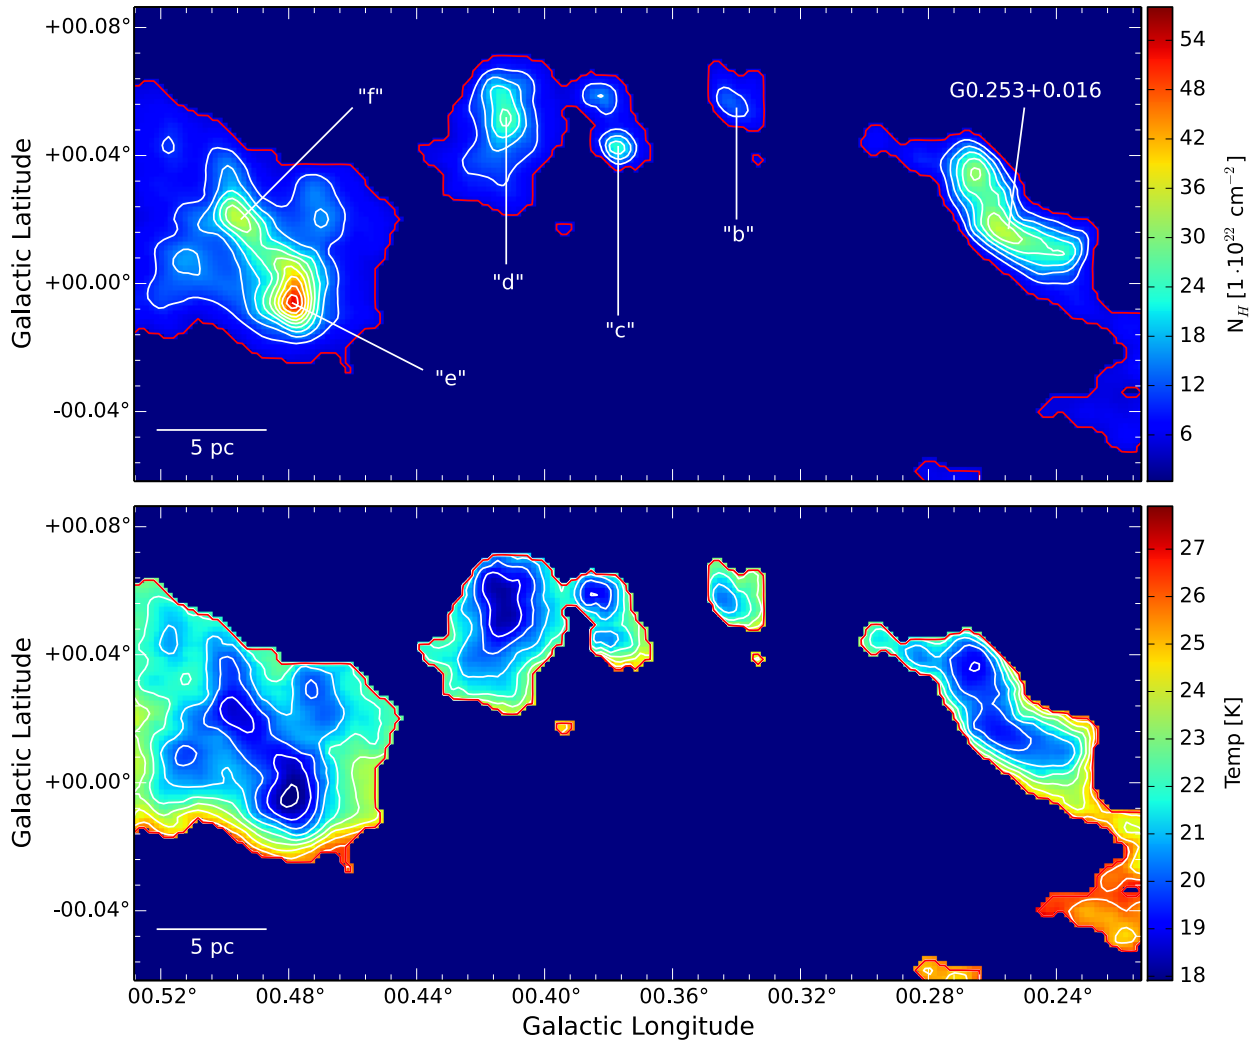 +00.08°
+00.04°
+00.00°
-00.04°
Galactic Latitude
"f"
"d"
"c"
"b"
"e"
G0.253+0.016
5 pc
54
48
42
36
30
24
18
12
6
N_H [1 ·10^22 cm^−2]
+00.08°
+00.04°
+00.00°
-00.04°
Galactic Latitude
5 pc
27
26
25
24
23
22
21
20
19
18
Temp [K]
00.52° 00.48° 00.44° 00.40° 00.36° 00.32° 00.28° 00.24°
Galactic Longitude